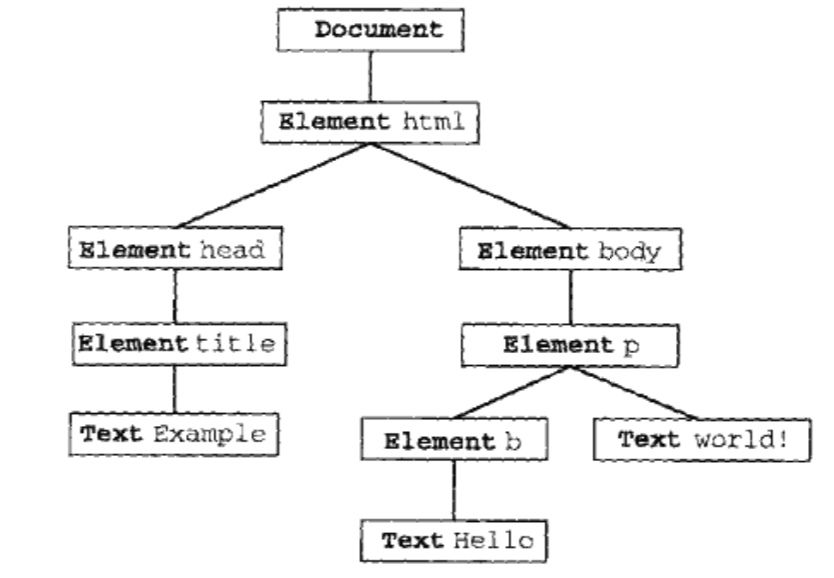 Document
Element html
Element head
Element body
Element title
Element p
Text Example
Element b
Text world!
Text Hello